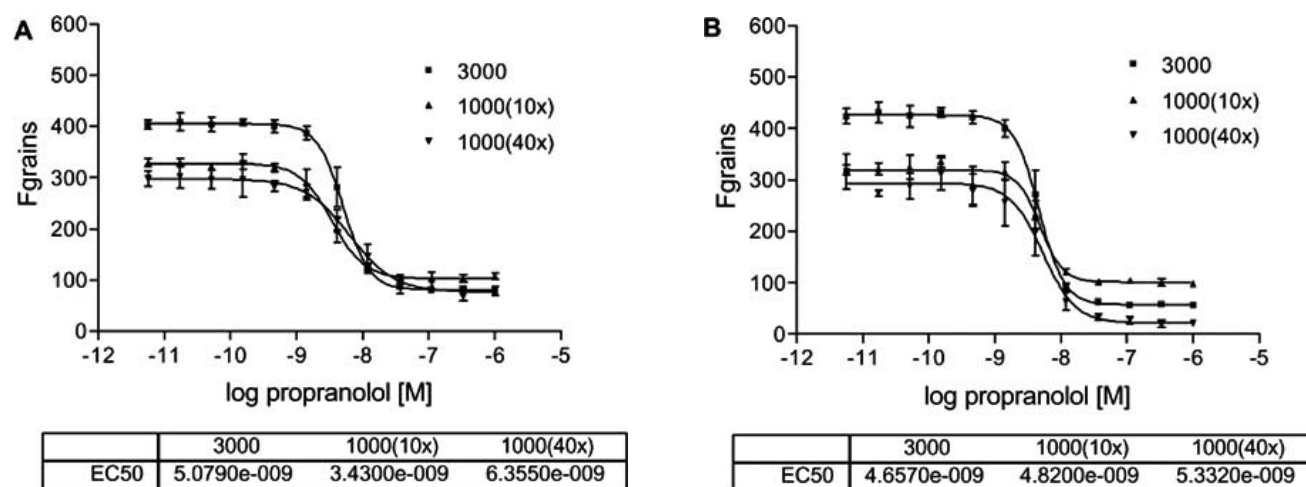 A
600
500
400
300
200
100
0
Fgrains
3000
1000(10x)
1000(40x)
-12 -11 -10 -9 -8 -7 -6 -5
log propranolol [M]
3000 1000(10x) 1000(40x)
EC50 5.0790e-009 3.4300e-009 6.3550e-009
B
600
500
400
300
200
100
0
Fgrains
3000
1000(10x)
1000(40x)
-12 -11 -10 -9 -8 -7 -6 -5
log propranolol [M]
3000 1000(10x) 1000(40x)
EC50 4.6570e-009 4.8200e-009 5.3320e-009